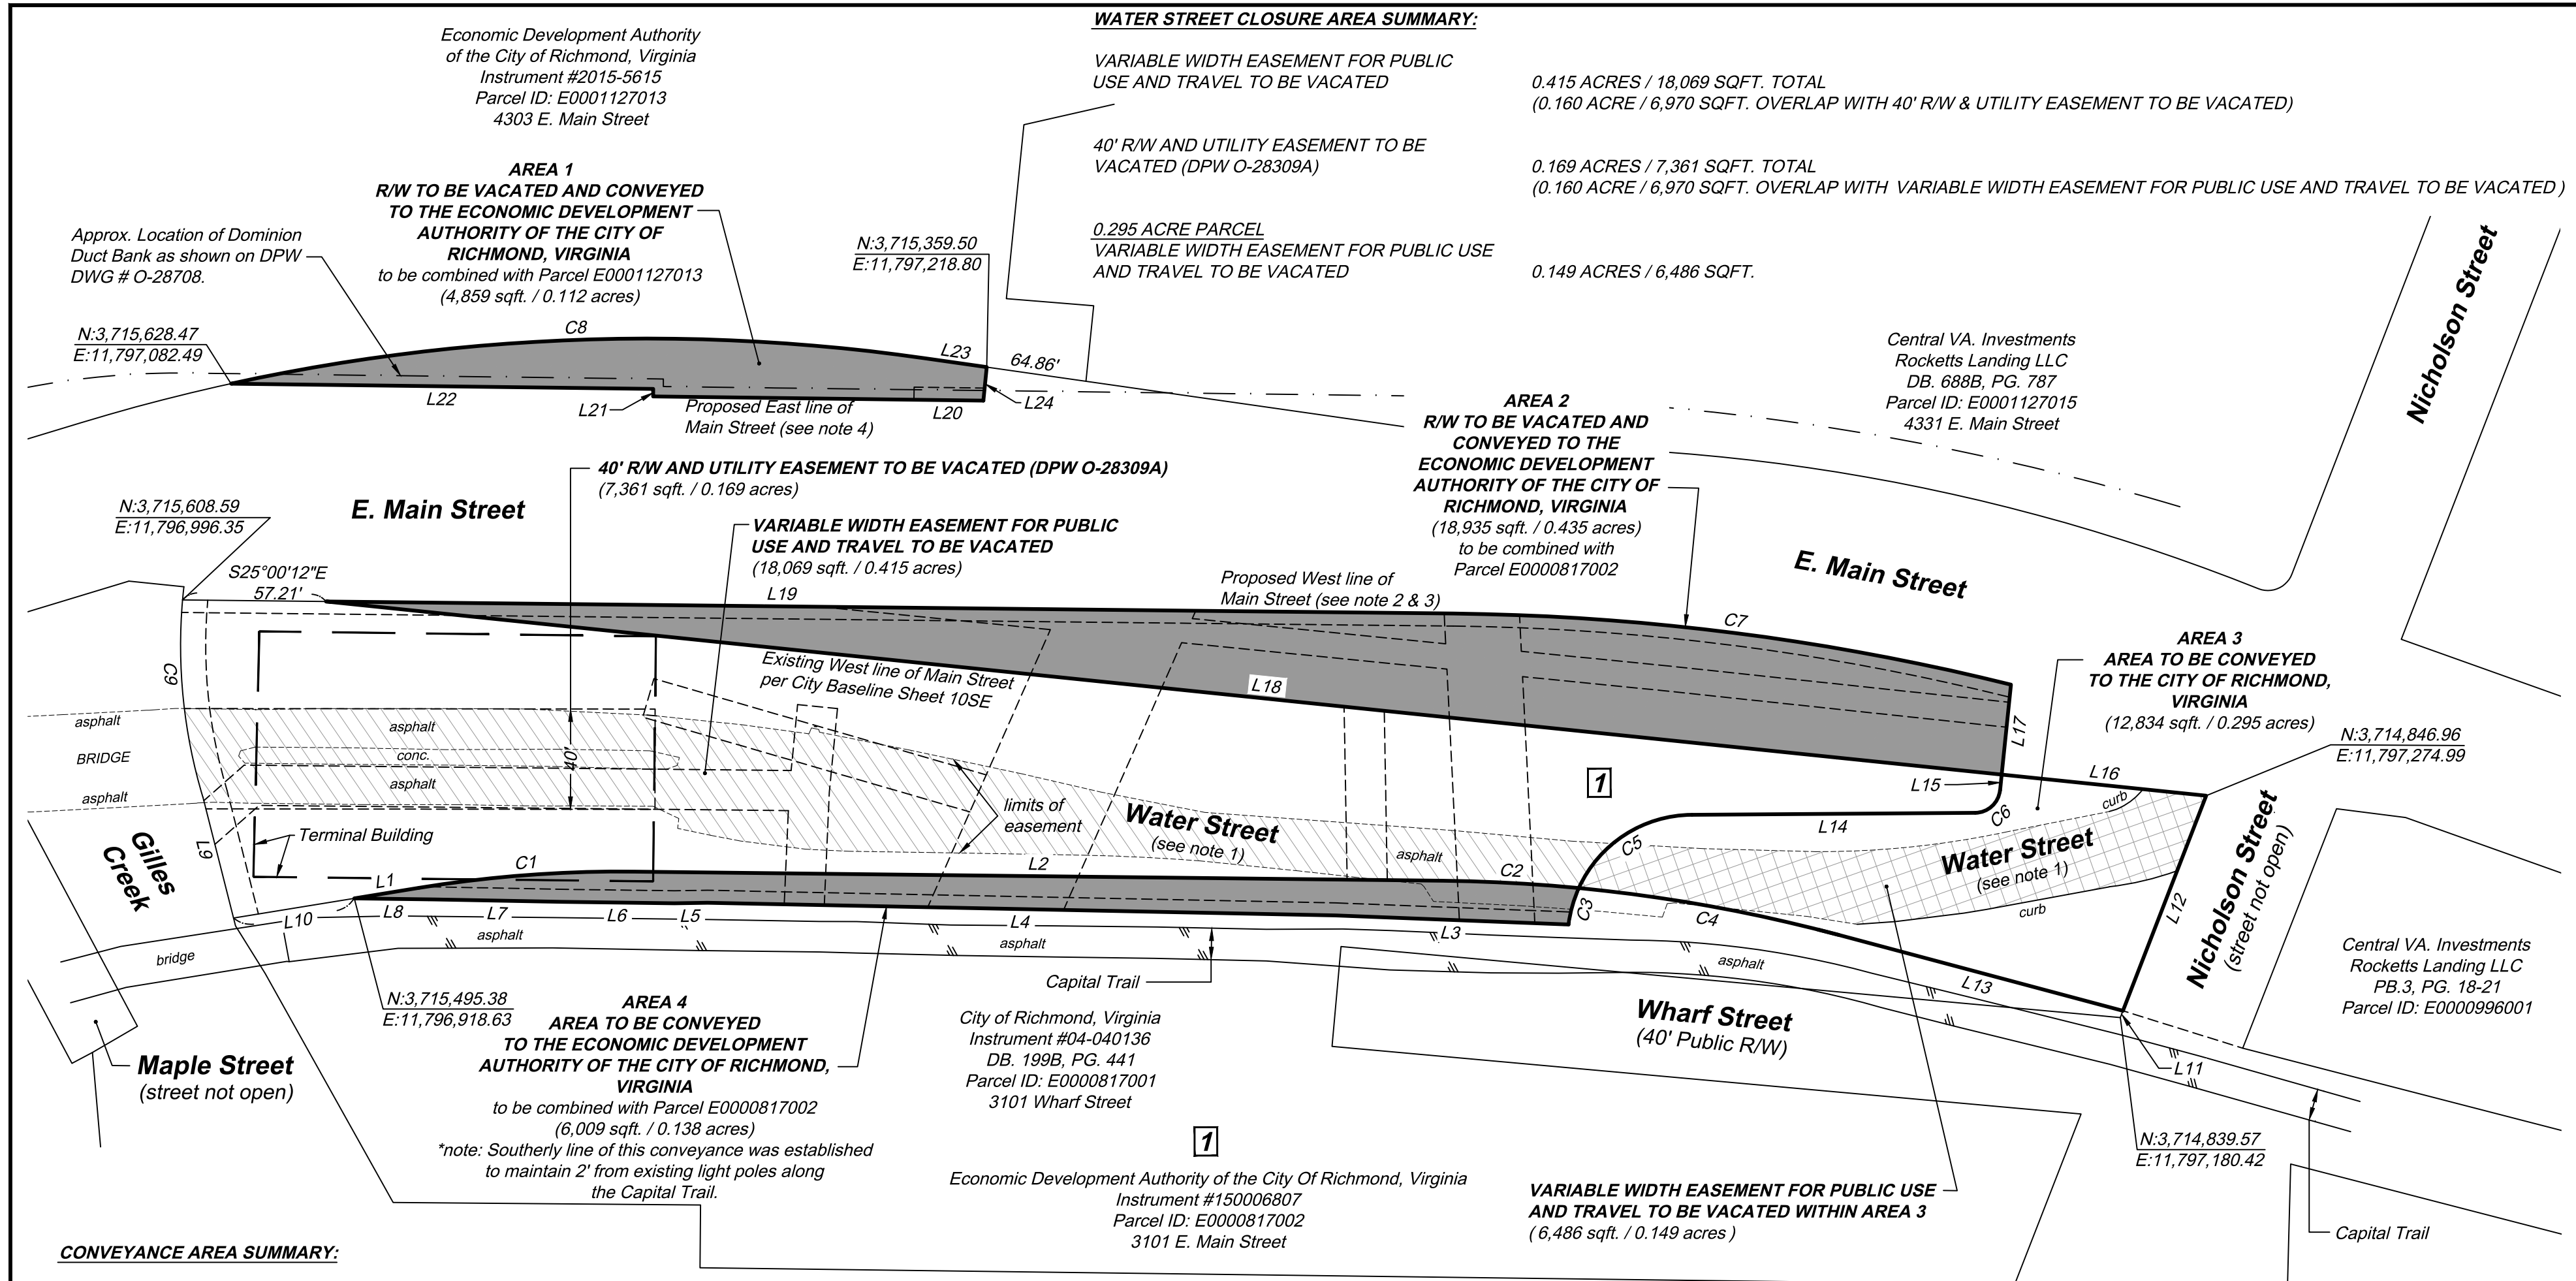 WATER STREET CLOSURE AREA SUMMARY:
VARIABLE WIDTH EASEMENT FOR PUBLIC
USE AND TRAVEL TO BE VACATED
0.415 ACRES / 18,069 SQFT. TOTAL
(0.160 ACRE / 6,970 SQFT. OVERLAP WITH 40' R/W & UTILITY EASEMENT TO BE VACATED)
40' R/W AND UTILITY EASEMENT TO BE
VACATED (DPW O-28309A)
0.169 ACRES / 7,361 SQFT. TOTAL
(0.160 ACRE / 6,970 SQFT. OVERLAP WITH VARIABLE WIDTH EASEMENT FOR PUBLIC USE AND TRAVEL TO BE VACATED )
0.295 ACRE PARCEL
VARIABLE WIDTH EASEMENT FOR PUBLIC USE
AND TRAVEL TO BE VACATED
0.149 ACRES / 6,486 SQFT.
Economic Development Authority
of the City of Richmond, Virginia
Instrument #2015-5615
Parcel ID: E0001127013
4303 E. Main Street
AREA 1
R/W TO BE VACATED AND CONVEYED
TO THE ECONOMIC DEVELOPMENT
AUTHORITY OF THE CITY OF
RICHMOND, VIRGINIA
to be combined with Parcel E0001127013
(4,859 sqft. / 0.112 acres)
Approx. Location of Dominion
Duct Bank as shown on DPW
DWG # O-28708.
N:3,715,628.47
E:11,797,082.49
N:3,715,359.50
E:11,797,218.80
C8
L23
64.86'
L22
L21
L20
L24
Proposed East line of
Main Street (see note 4)
Central VA. Investments
Rocketts Landing LLC
DB. 688B, PG. 787
Parcel ID: E0001127015
4331 E. Main Street
Nicholson Street
AREA 2
R/W TO BE VACATED AND
CONVEYED TO THE
ECONOMIC DEVELOPMENT
AUTHORITY OF THE CITY OF
RICHMOND, VIRGINIA
(18,935 sqft. / 0.435 acres)
to be combined with
Parcel E0000817002
40' R/W AND UTILITY EASEMENT TO BE VACATED (DPW O-28309A)
(7,361 sqft. / 0.169 acres)
N:3,715,608.59
E:11,796,996.35
E. Main Street
VARIABLE WIDTH EASEMENT FOR PUBLIC
USE AND TRAVEL TO BE VACATED
(18,069 sqft. / 0.415 acres)
S25°00'12"E
57.21'
L19
Proposed West line of
Main Street (see note 2 & 3)
E. Main Street
C7
AREA 3
AREA TO BE CONVEYED
TO THE CITY OF RICHMOND,
VIRGINIA
(12,834 sqft. / 0.295 acres)
N:3,714,846.96
E:11,797,274.99
C9
Existing West line of Main Street
per City Baseline Sheet 10SE
L18
L17
L16
L15
1
asphalt
asphalt
BRIDGE
conc.
40'
asphalt
asphalt
limits of
easement
Water Street
(see note 1)
asphalt
L14
C6
curb
C5
Water Street
(see note 1)
curb
Nicholson Street
(street not open)
L12
Gilles
Creek
L9
Terminal Building
C1
L2
C2
L1
L10
L8
L7
L6
L5
L4
L3
C3
C4
asphalt
asphalt
asphalt
bridge
L13
Capital Trail
N:3,715,495.38
E:11,796,918.63
AREA 4
AREA TO BE CONVEYED
TO THE ECONOMIC DEVELOPMENT
AUTHORITY OF THE CITY OF RICHMOND,
VIRGINIA
to be combined with Parcel E0000817002
(6,009 sqft. / 0.138 acres)
*note: Southerly line of this conveyance was established
to maintain 2' from existing light poles along
the Capital Trail.
City of Richmond, Virginia
Instrument #04-040136
DB. 199B, PG. 441
Parcel ID: E0000817001
3101 Wharf Street
Wharf Street
(40' Public R/W)
Central VA. Investments
Rocketts Landing LLC
PB.3, PG. 18-21
Parcel ID: E0000996001
L11
Maple Street
(street not open)
1
Economic Development Authority of the City Of Richmond, Virginia
Instrument #150006807
Parcel ID: E0000817002
3101 E. Main Street
N:3,714,839.57
E:11,797,180.42
VARIABLE WIDTH EASEMENT FOR PUBLIC USE
AND TRAVEL TO BE VACATED WITHIN AREA 3
( 6,486 sqft. / 0.149 acres )
Capital Trail
CONVEYANCE AREA SUMMARY: